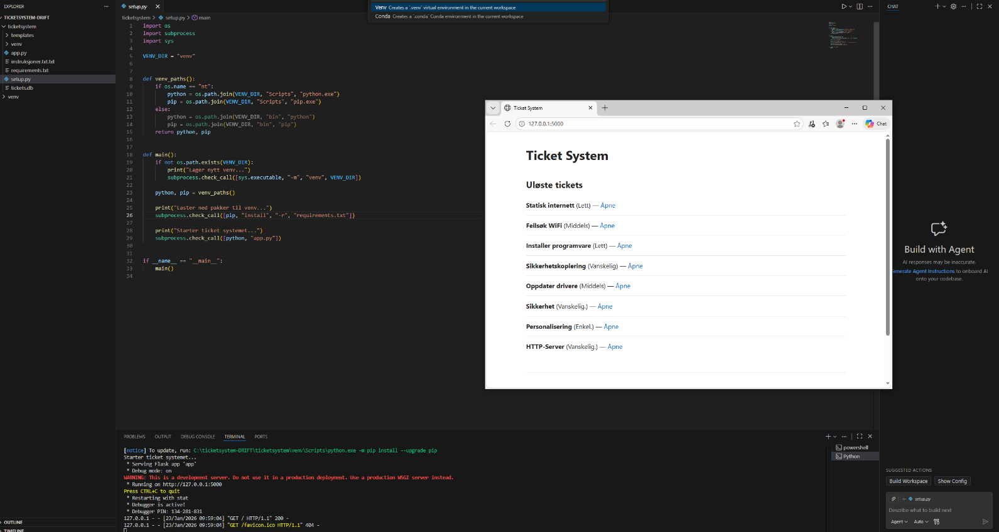 EXPLORER
TICKETSYSTEM-DRIFT
ticketsystem
templates
venv
app.py
instruksjoner.txt.txt
requirements.txt
setup.py
tickets.db
venv
OUTLINE
TIMELINE
setup.py
Venv Creates a `.venv` virtual environment in the current workspace
Conda Creates a `.conda` Conda environment in the current workspace
ticketsystem > setup.py > main
1 import os
2 import subprocess
3 import sys
4
5 VENV_DIR = "venv"
6
7
8 def venv_paths():
9 if os.name == "nt":
10 python = os.path.join(VENV_DIR, "Scripts", "python.exe")
11 pip = os.path.join(VENV_DIR, "Scripts", "pip.exe")
12 else:
13 python = os.path.join(VENV_DIR, "bin", "python")
14 pip = os.path.join(VENV_DIR, "bin", "pip")
15 return python, pip
16
17
18 def main():
19 if not os.path.exists(VENV_DIR):
20 print("Lager nytt venv...")
21 subprocess.check_call([sys.executable, "-m", "venv", VENV_DIR])
22
23 python, pip = venv_paths()
24
25 print("Laster ned pakker til venv...")
26 subprocess.check_call([pip, "install", "-r", "requirements.txt"])
27
28 print("Starter ticket systemet...")
29 subprocess.check_call([python, "app.py"])
30
31
32 if __name__ == "__main__":
33 main()
34
Ticket System
127.0.0.1:5000
Chat
Ticket System
Uløste tickets
Statisk internett (Lett) — Åpne
Feilsøk WiFi (Middels) — Åpne
Installer programvare (Lett) — Åpne
Sikkerhetskopiering (Vanskelig) — Åpne
Oppdater drivere (Middels) — Åpne
Sikkerhet (Vanskelig.) — Åpne
Personalisering (Enkel.) — Åpne
HTTP-Server (Vanskelig.) — Åpne
PROBLEMS OUTPUT DEBUG CONSOLE TERMINAL PORTS
[notice] To update, run: C:\ticketsystem-DRIFT\ticketsystem\venv\Scripts\python.exe -m pip install --upgrade pip
Starter ticket systemet...
* Serving Flask app 'app'
* Debug mode: on
WARNING: This is a development server. Do not use it in a production deployment. Use a production WSGI server instead.
* Running on http://127.0.0.1:5000
Press CTRL+C to quit
* Restarting with stat
* Debugger is active!
* Debugger PIN: 134-281-831
127.0.0.1 - - [23/Jan/2026 09:59:04] "GET / HTTP/1.1" 200 -
127.0.0.1 - - [23/Jan/2026 09:59:04] "GET /favicon.ico HTTP/1.1" 404 -
powershell
Python
CHAT
Build with Agent
AI responses may be inaccurate.
Generate Agent Instructions to onboard AI
onto your codebase.
SUGGESTED ACTIONS
Build Workspace Show Config
setup.py
Describe what to build next
Agent Auto